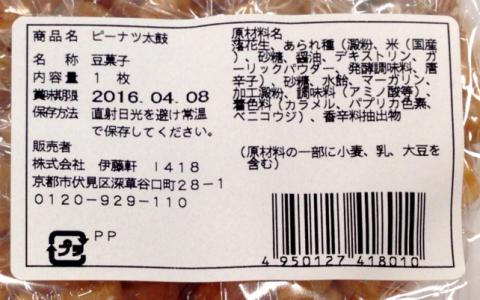 商品名 ピーナツ太鼓
名称 豆菓子
内容量 1枚
賞味期限 2016.04.08
保存方法 直射日光を避け常温
で保存してください。
販売者
株式会社 伊藤軒 1418
京都市伏見区深草谷口町28-1
0120-929-110
プラ
PP
原材料名
落花生、あられ種(澱粉、米(国産
)、砂糖、醤油、デキストリン、ガ
ーリックパウダー、発酵調味料、唐
辛子)、砂糖、水飴、マーガリン、
加工澱粉、調味料(アミノ酸等)、
着色料(カラメル、パプリカ色素、
ベニコウジ)、香辛料抽出物
(原材料の一部に小麦、乳、大豆を
含む)
4950127418010